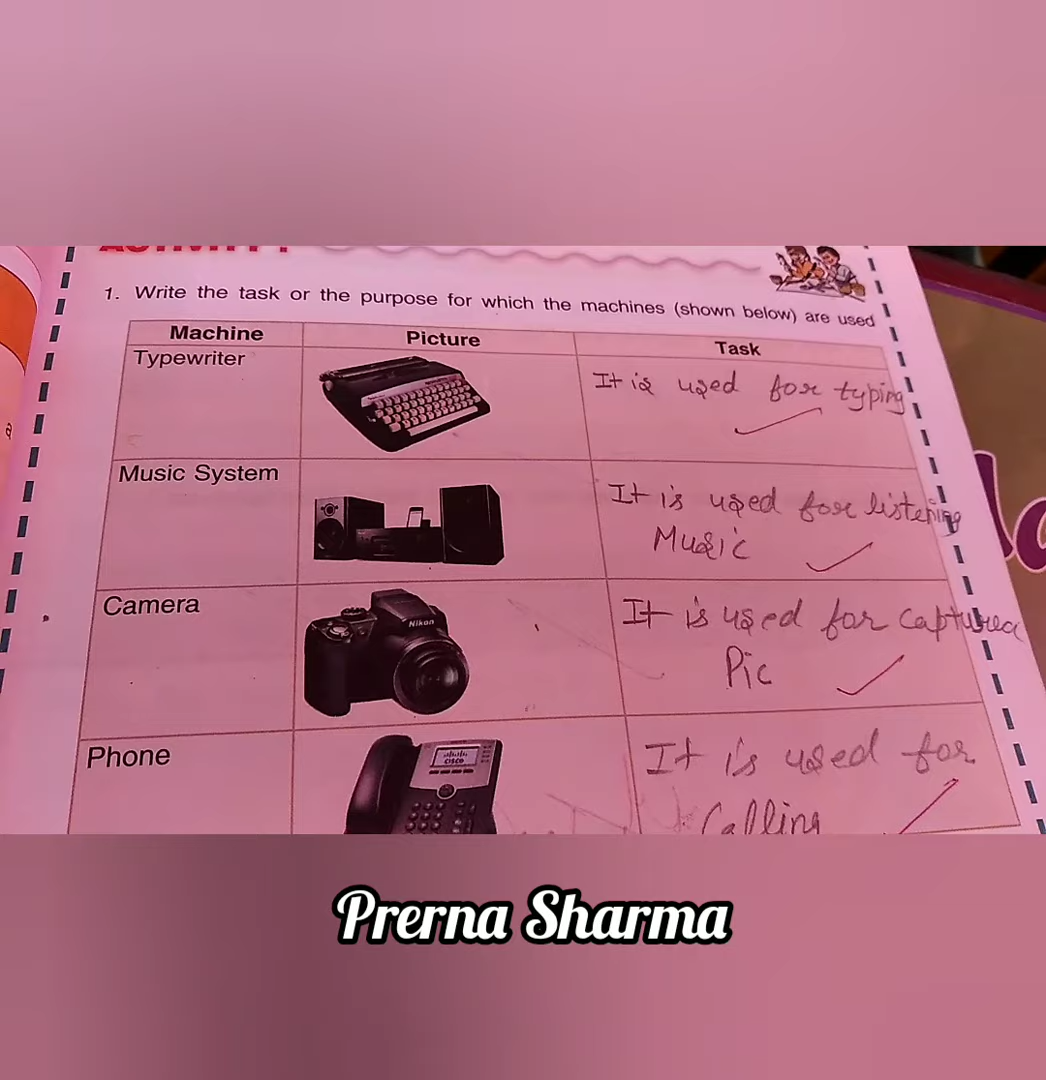 ACTIVITY
1. Write the task or the purpose for which the machines (shown below) are used
Machine Picture Task
Typewriter
It is used for typing
Music System
It is used for listening
Music
Camera
Nikon
It is used for captured
Pic
Phone
cisco
It is used for
Calling
a
Prerna Sharma